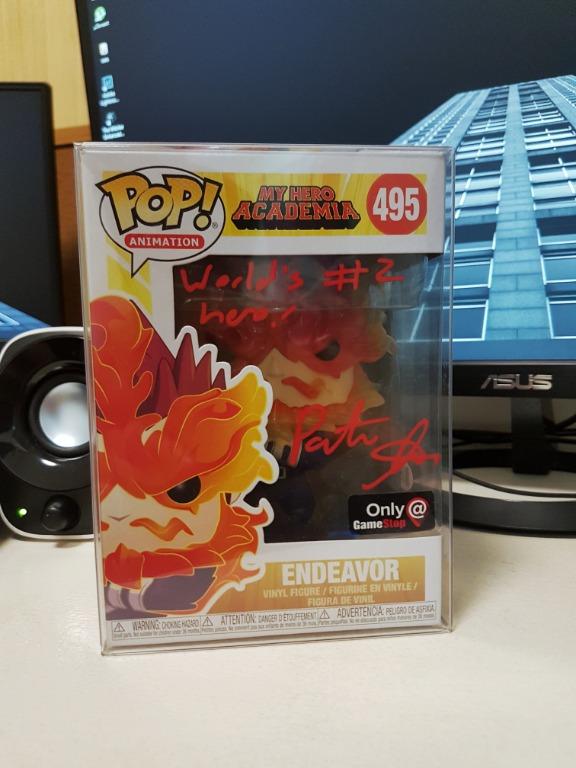 POP!
ANIMATION
MY HERO
ACADEMIA
495
World's #2
hero!
ASUS
Only @
GameStop
ENDEAVOR
VINYL FIGURE / FIGURINE EN VINYLE /
FIGURA DE VINIL
WARNING: CHOKING HAZARD
ATTENTION: DANGER D'ÉTOUFFEMENT
ADVERTENCIA: PELIGRO DE ASFIXIA